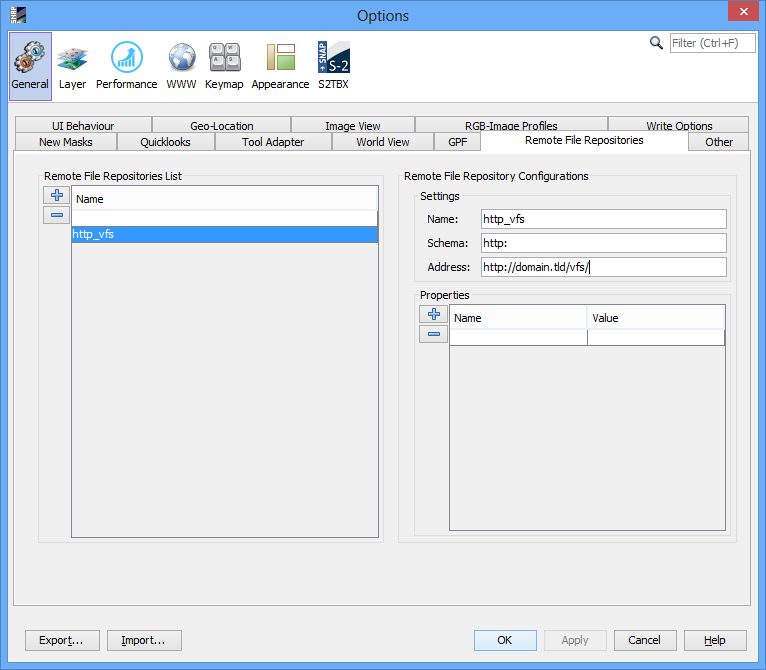 Options
SNAP
Filter (Ctrl+F)
+SNAP
S-2
General Layer Performance WWW Keymap Appearance S2TBX
UI Behaviour Geo-Location Image View RGB-Image Profiles Write Options
New Masks Quicklooks Tool Adapter World View GPF Remote File Repositories Other
Remote File Repositories List
Name
http_vfs
Remote File Repository Configurations
Settings
Name: http_vfs
Schema: http:
Address: http://domain.tld/vfs/
Properties
Name Value
Export... Import... OK Apply Cancel Help